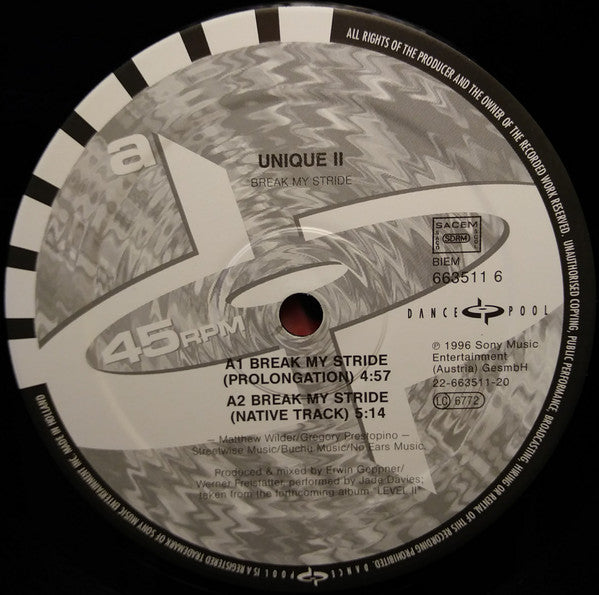 a
UNIQUE II
BREAK MY STRIDE
SACEM
SDRM
BIEM
663511 6
DANCE POOL
45 RPM
℗ 1996 Sony Music
Entertainment
(Austria) GesmbH
22-663511-20
LC 6772
A1 BREAK MY STRIDE
(PROLONGATION) 4:57
A2 BREAK MY STRIDE
(NATIVE TRACK) 5:14
– Matthew Wilder/Gregory Prestopino –
Streetwise Music/Buchu Music/No Ears Music.
Produced & mixed by Erwin Geppner/
Werner Freistätter, performed by Jade Davies;
taken from the forthcoming album "LEVEL II"
ALL RIGHTS OF THE PRODUCER AND THE OWNER OF THE RECORDED WORK RESERVED. UNAUTHORISED COPYING, PUBLIC PERFORMANCE, BROADCASTING, HIRING OR RENTAL OF THIS RECORDING PROHIBITED. DANCE POOL IS A REGISTERED TRADEMARK OF SONY MUSIC ENTERTAINMENT INC. MADE IN HOLLAND